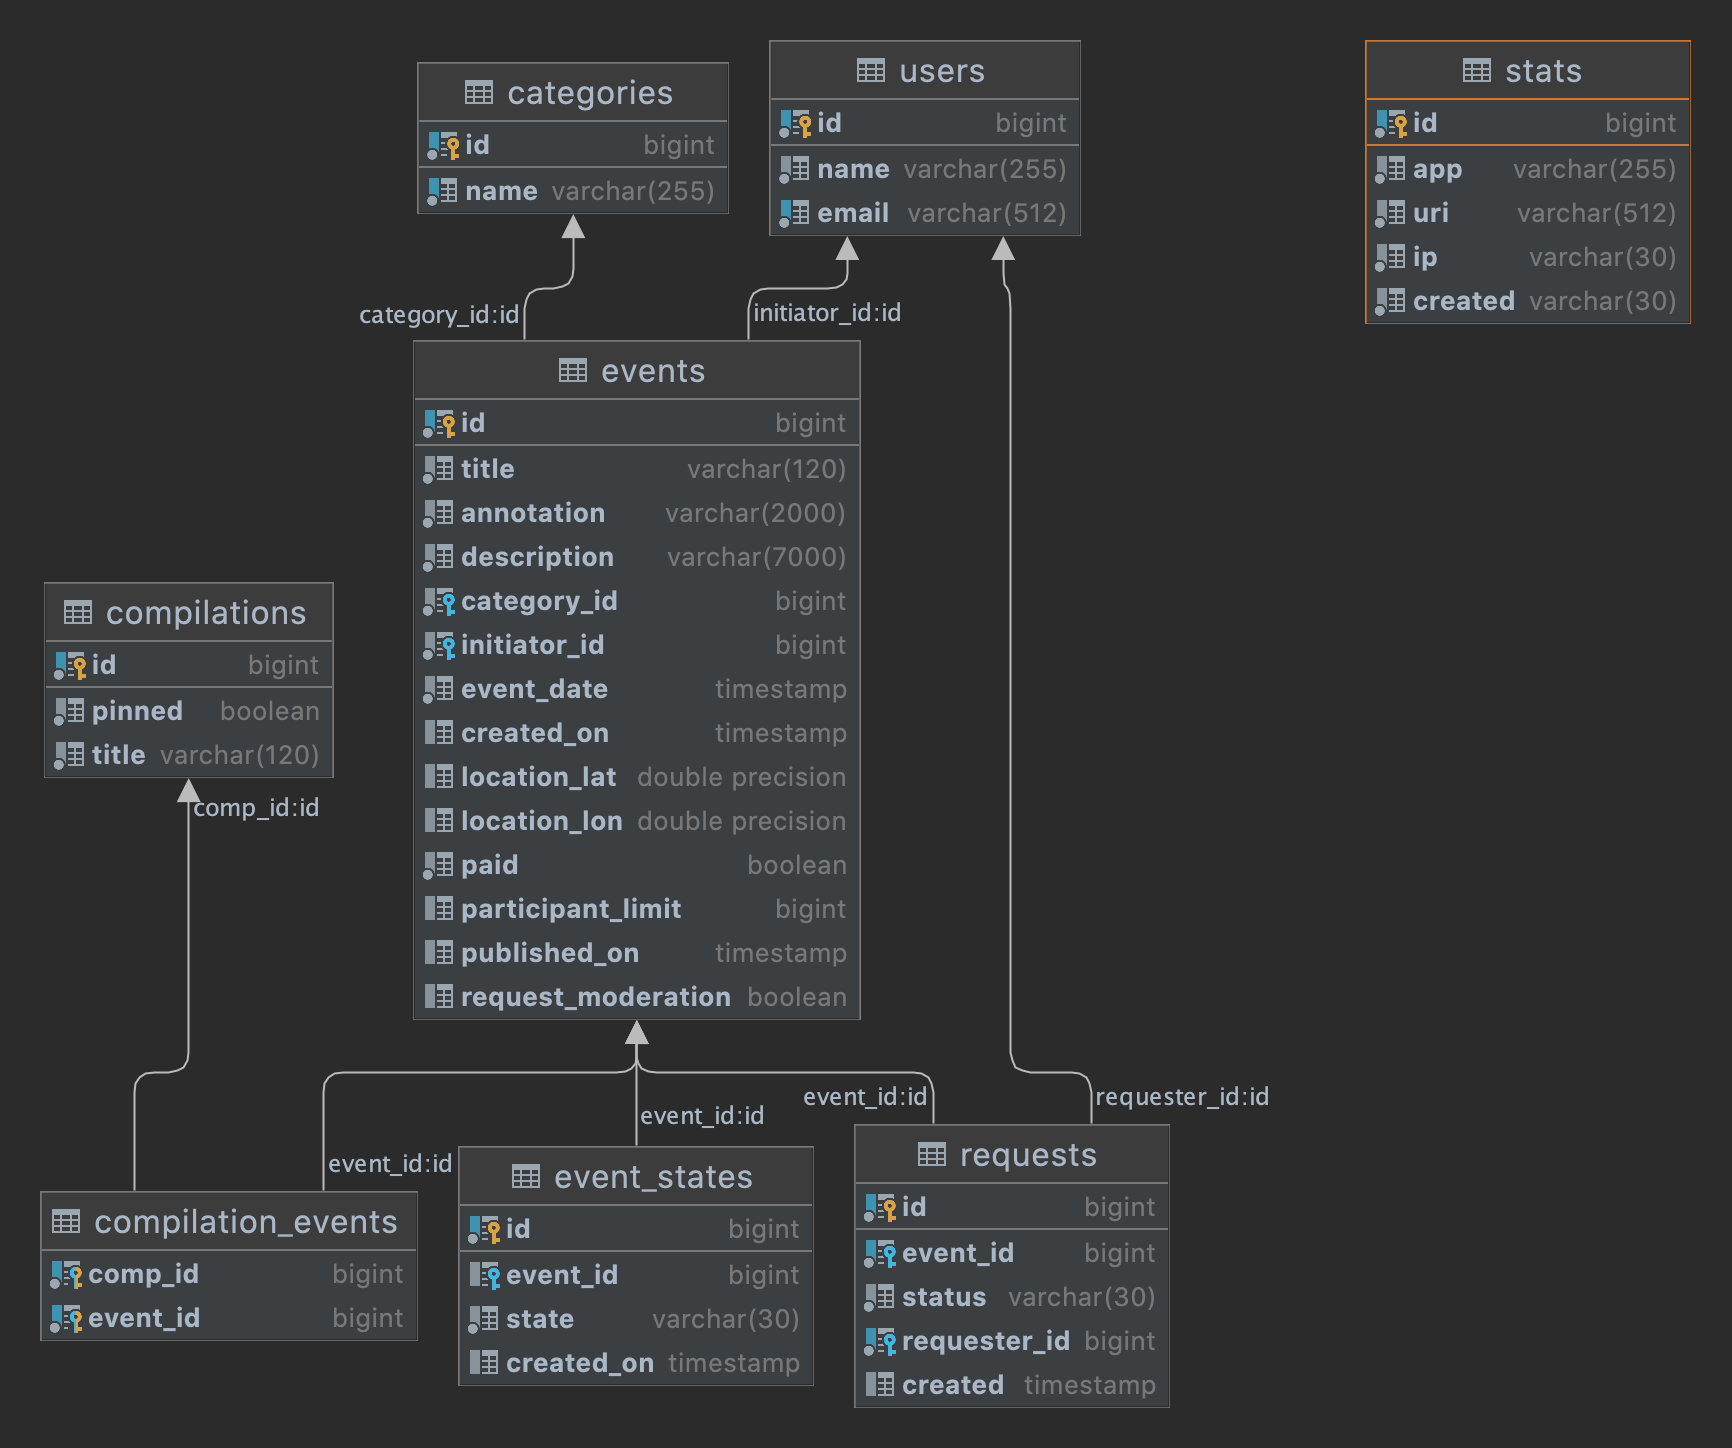 categories
id bigint
name varchar(255)
users
id bigint
name varchar(255)
email varchar(512)
stats
id bigint
app varchar(255)
uri varchar(512)
ip varchar(30)
created varchar(30)
category_id:id
initiator_id:id
events
id bigint
title varchar(120)
annotation varchar(2000)
description varchar(7000)
category_id bigint
initiator_id bigint
event_date timestamp
created_on timestamp
location_lat double precision
location_lon double precision
paid boolean
participant_limit bigint
published_on timestamp
request_moderation boolean
compilations
id bigint
pinned boolean
title varchar(120)
comp_id:id
event_id:id
event_id:id
event_id:id
requester_id:id
compilation_events
comp_id bigint
event_id bigint
event_states
id bigint
event_id bigint
state varchar(30)
created_on timestamp
requests
id bigint
event_id bigint
status varchar(30)
requester_id bigint
created timestamp